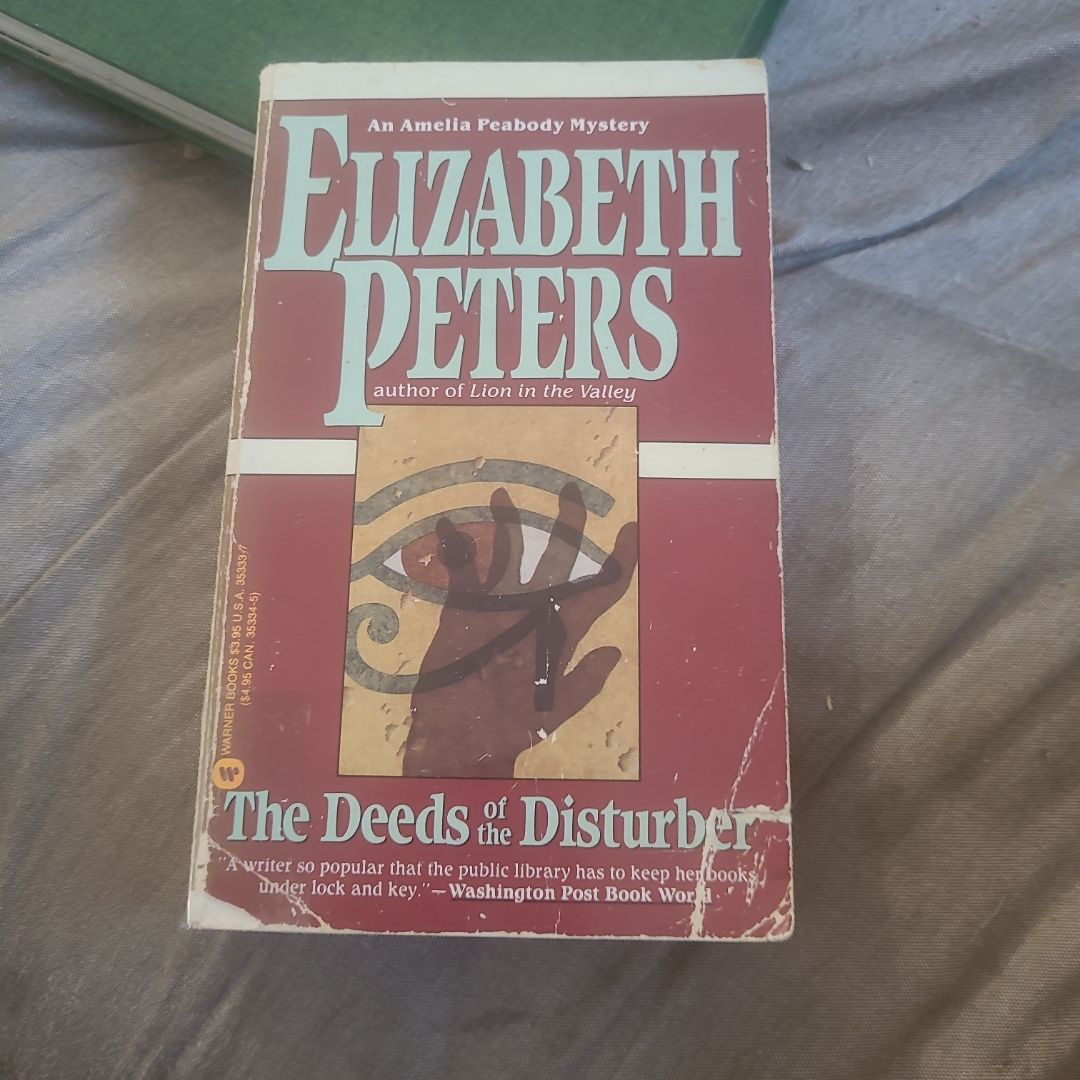 An Amelia Peabody Mystery
ELIZABETH
PETERS
author of Lion in the Valley
WARNER BOOKS $3.95 U.S.A. 35333-7
($4.95 CAN. 35334-5)
The Deeds of the Disturber
"A writer so popular that the public library has to keep her books
under lock and key."—Washington Post Book World